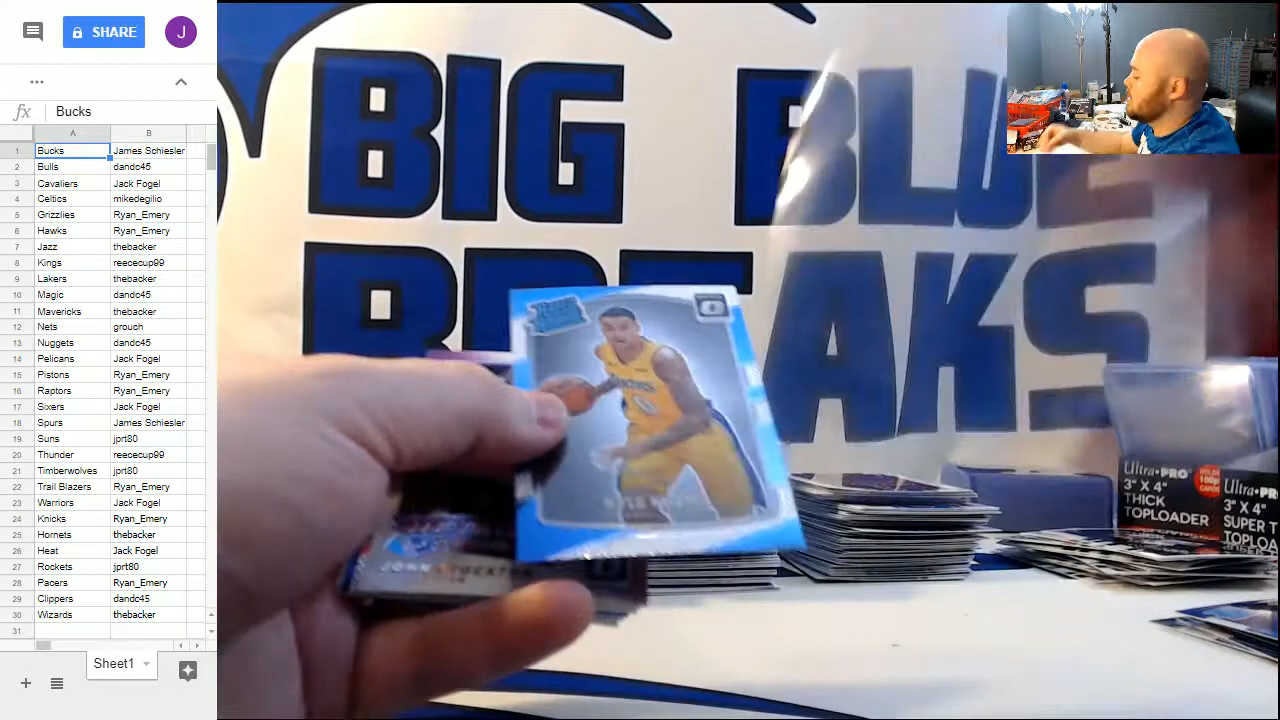 SHARE
J
...
fx Bucks
A B
1 Bucks James Schiesler
2 Bulls dandc45
3 Cavaliers Jack Fogel
4 Celtics mikedegilio
5 Grizzlies Ryan_Emery
6 Hawks Ryan_Emery
7 Jazz thebacker
8 Kings reececup99
9 Lakers thebacker
10 Magic dandc45
11 Mavericks thebacker
12 Nets grouch
13 Nuggets dandc45
14 Pelicans Jack Fogel
15 Pistons Ryan_Emery
16 Raptors Ryan_Emery
17 Sixers Jack Fogel
18 Spurs James Schiesler
19 Suns jprt80
20 Thunder reececup99
21 Timberwolves jprt80
22 Trail Blazers Ryan_Emery
23 Warriors Jack Fogel
24 Knicks Ryan_Emery
25 Hornets thebacker
26 Heat Jack Fogel
27 Rockets jprt80
28 Pacers Ryan_Emery
29 Clippers dandc45
30 Wizards thebacker
31
Sheet1
BIG BLUE
BREAKS
JOHN
Ultra·PRO
3" X 4"
THICK
TOPLOADER
HOLDS
100pt
CARDS
Ultra·PR
3" X 4"
SUPER T
TOPLOA